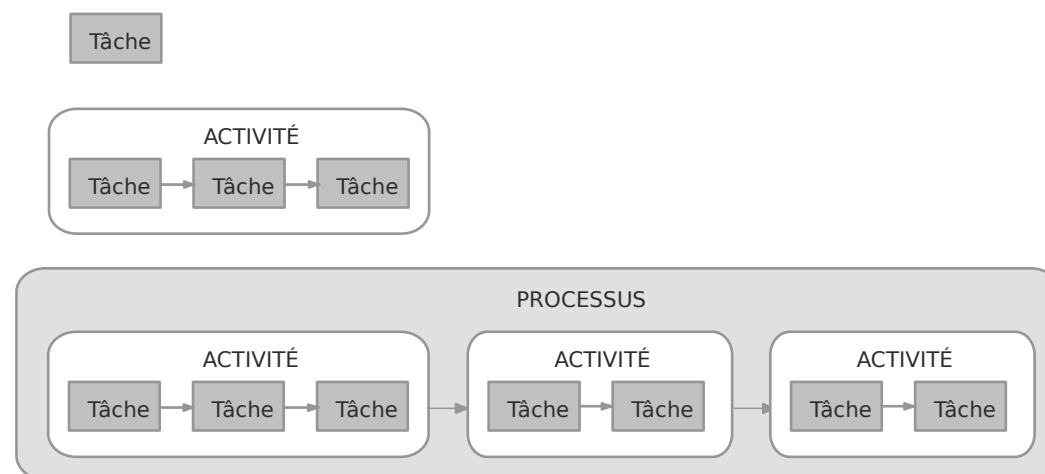 Tâche
ACTIVITÉ
Tâche Tâche Tâche
PROCESSUS
ACTIVITÉ ACTIVITÉ ACTIVITÉ
Tâche Tâche Tâche Tâche Tâche Tâche Tâche